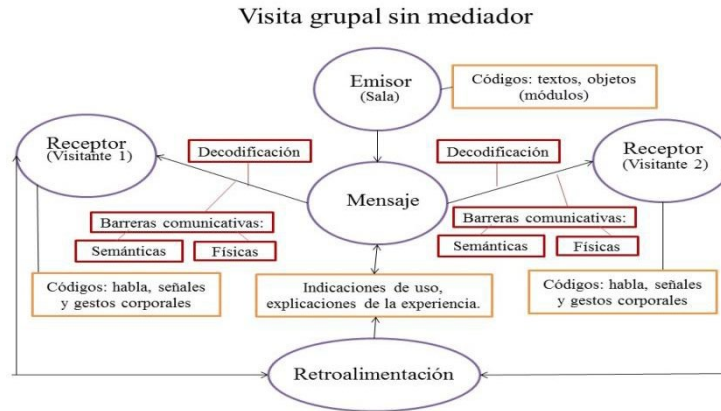 Visita grupal sin mediador
Emisor
(Sala)
Códigos: textos, objetos
(módulos)
Receptor
(Visitante 1)
Decodificación
Decodificación
Receptor
(Visitante 2)
Mensaje
Barreras comunicativas:
Semánticas
Físicas
Barreras comunicativas:
Semánticas
Físicas
Códigos: habla, señales
y gestos corporales
Indicaciones de uso,
explicaciones de la experiencia.
Códigos: habla, señales
y gestos corporales
Retroalimentación